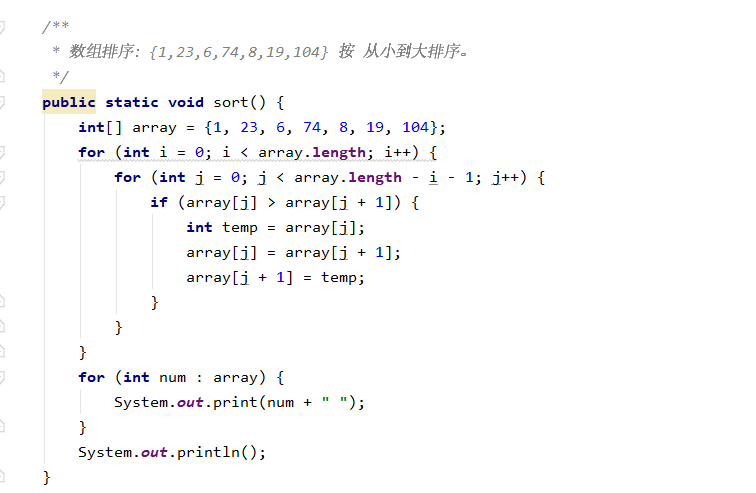 /**
 * 数组排序: {1,23,6,74,8,19,104} 按 从小到大排序。
 */
public static void sort() {
    int[] array = {1, 23, 6, 74, 8, 19, 104};
    for (int i = 0; i < array.length; i++) {
        for (int j = 0; j < array.length - i - 1; j++) {
            if (array[j] > array[j + 1]) {
                int temp = array[j];
                array[j] = array[j + 1];
                array[j + 1] = temp;
            }
        }
    }
    for (int num : array) {
        System.out.print(num + " ");
    }
    System.out.println();
}